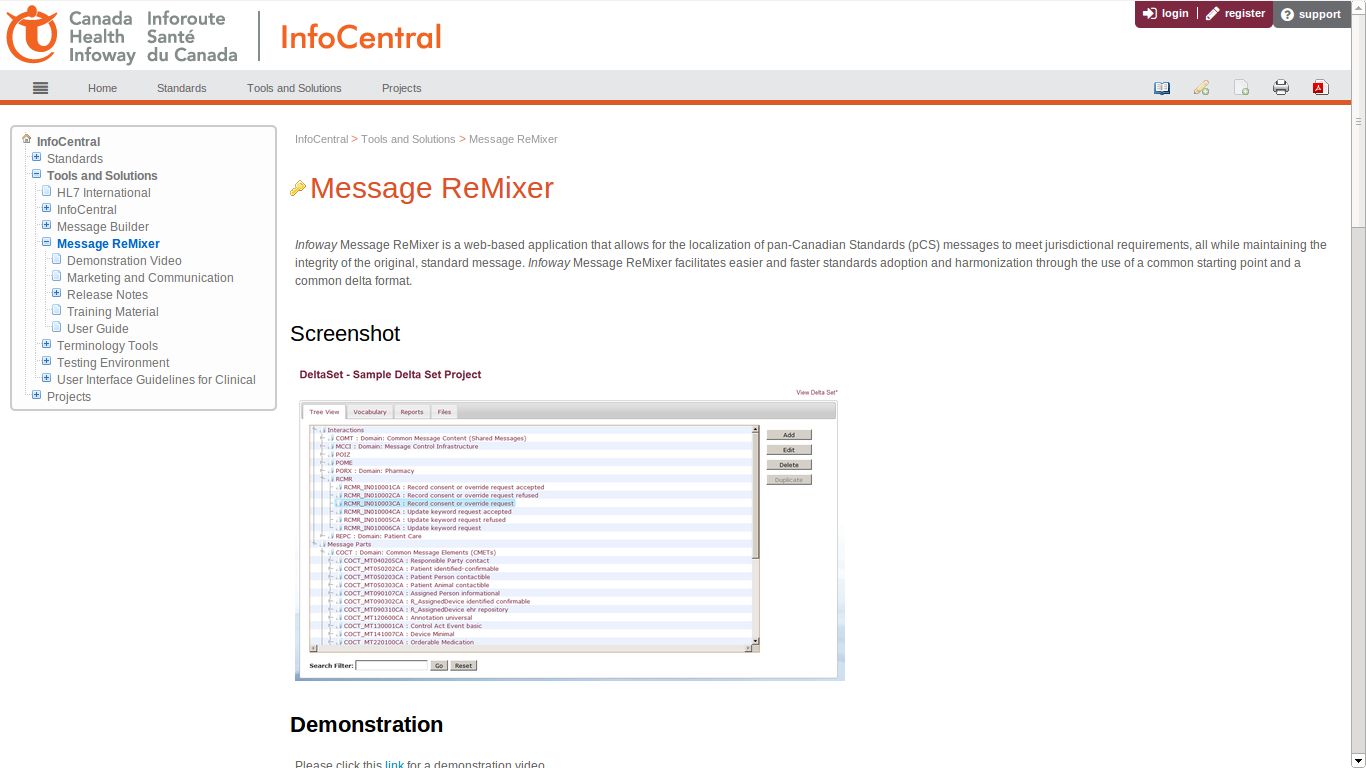 Canada Health Infoway
Inforoute Santé du Canada
InfoCentral
login
register
support
Home
Standards
Tools and Solutions
Projects
InfoCentral
Standards
Tools and Solutions
HL7 International
InfoCentral
Message Builder
Message ReMixer
Demonstration Video
Marketing and Communication
Release Notes
Training Material
User Guide
Terminology Tools
Testing Environment
User Interface Guidelines for Clinical
Projects
InfoCentral > Tools and Solutions > Message ReMixer
Message ReMixer
Infoway Message ReMixer is a web-based application that allows for the localization of pan-Canadian Standards (pCS) messages to meet jurisdictional requirements, all while maintaining the
integrity of the original, standard message. Infoway Message ReMixer facilitates easier and faster standards adoption and harmonization through the use of a common starting point and a
common delta format.
Screenshot
DeltaSet - Sample Delta Set Project
View Delta Set*
Tree View Vocabulary Reports Files
Interactions
COMT : Domain: Common Message Content (Shared Messages)
MCCI : Domain: Message Control Infrastructure
POIZ
POME
PORX : Domain: Pharmacy
RCMR
RCMR_IN010001CA : Record consent or override request accepted
RCMR_IN010002CA : Record consent or override request refused
RCMR_IN010003CA : Record consent or override request
RCMR_IN010004CA : Update keyword request accepted
RCMR_IN010005CA : Update keyword request refused
RCMR_IN010006CA : Update keyword request
REPC : Domain: Patient Care
Message Parts
COCT : Domain: Common Message Elements (CMETs)
COCT_MT040205CA : Responsible Party contact
COCT_MT050202CA : Patient identified-confirmable
COCT_MT050203CA : Patient Person contactible
COCT_MT050303CA : Patient Animal contactible
COCT_MT090107CA : Assigned Person informational
COCT_MT090302CA : R_AssignedDevice identified confirmable
COCT_MT090310CA : R_AssignedDevice ehr repository
COCT_MT120600CA : Annotation universal
COCT_MT130001CA : Control Act Event basic
COCT_MT141007CA : Device Minimal
COCT_MT220100CA : Orderable Medication
Add
Edit
Delete
Duplicate
Search Filter: Go Reset
Demonstration
Please click this link for a demonstration video